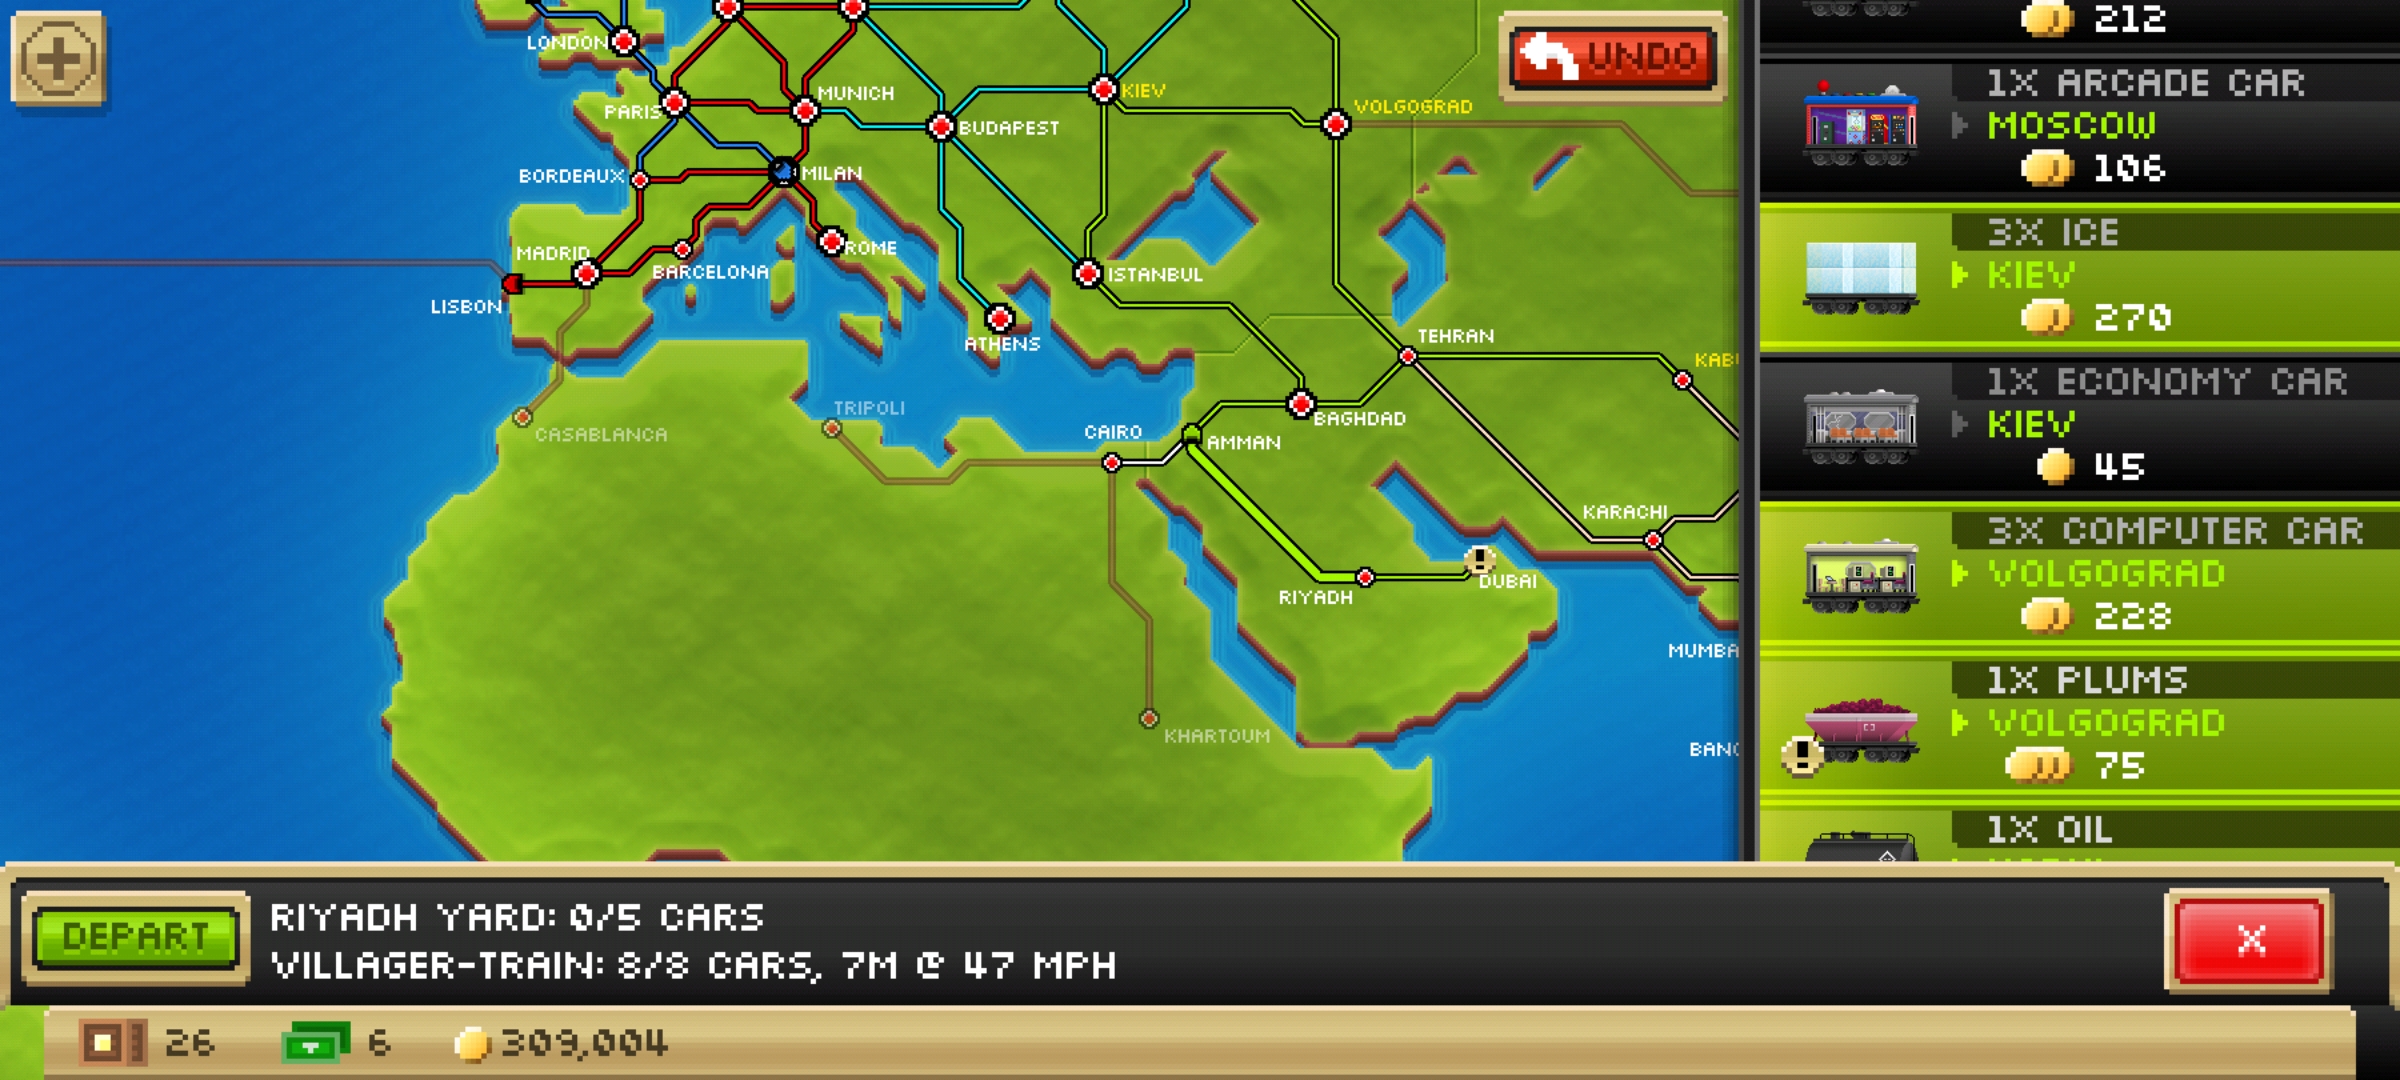 LONDON
PARIS
MUNICH
BORDEAUX
MILAN
BUDAPEST
KIEV
VOLGOGRAD
MADRID
BARCELONA
ROME
LISBON
ISTANBUL
ATHENS
TEHRAN
CASABLANCA
TRIPOLI
CAIRO
AMMAN
BAGHDAD
KARACHI
RIYADH
DUBAI
KHARTOUM
UNDO
212
1X ARCADE CAR
MOSCOW
106
3X ICE
KIEV
270
1X ECONOMY CAR
KIEV
45
3X COMPUTER CAR
VOLGOGRAD
228
1X PLUMS
VOLGOGRAD
75
1X OIL
DEPART
RIYADH YARD: 0/5 CARS
VILLAGER-TRAIN: 8/8 CARS, 7M @ 47 MPH
X
26
6
309,004